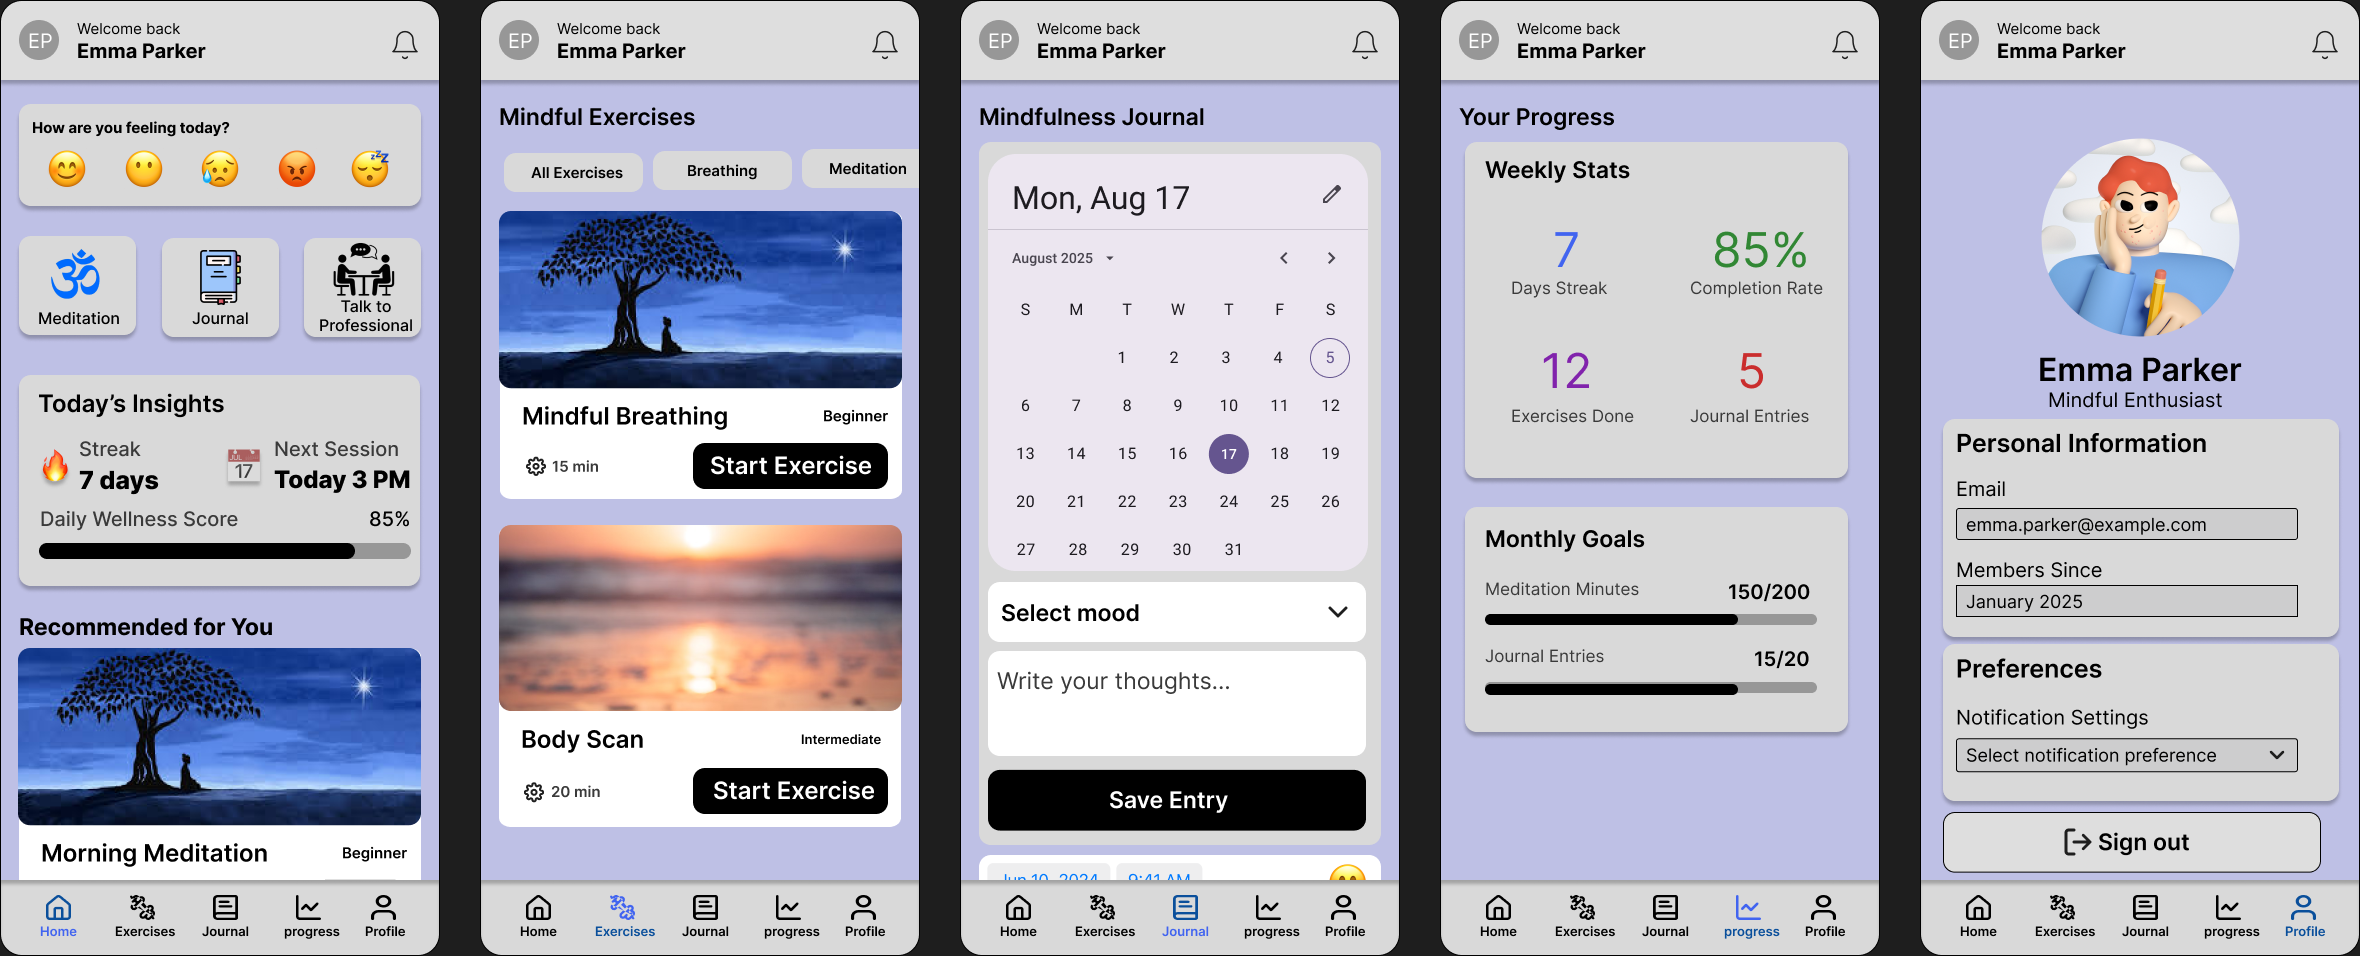 EP
Welcome back
Emma Parker
How are you feeling today?
Meditation
Journal
Talk to
Professional
Today's Insights
Streak
7 days
JUL
17
Next Session
Today 3 PM
Daily Wellness Score
85%
Recommended for You
Morning Meditation
Beginner
Home
Exercises
Journal
progress
Profile
EP
Welcome back
Emma Parker
Mindful Exercises
All Exercises
Breathing
Meditation
Mindful Breathing
Beginner
15 min
Start Exercise
Body Scan
Intermediate
20 min
Start Exercise
Home
Exercises
Journal
progress
Profile
EP
Welcome back
Emma Parker
Mindfulness Journal
Mon, Aug 17
August 2025
S M T W T F S
1 2 3 4 5
6 7 8 9 10 11 12
13 14 15 16 17 18 19
20 21 22 23 24 25 26
27 28 29 30 31
Select mood
Write your thoughts...
Save Entry
Jun 10, 2024
9:41 AM
Home
Exercises
Journal
progress
Profile
EP
Welcome back
Emma Parker
Your Progress
Weekly Stats
7
Days Streak
85%
Completion Rate
12
Exercises Done
5
Journal Entries
Monthly Goals
Meditation Minutes
150/200
Journal Entries
15/20
Home
Exercises
Journal
progress
Profile
EP
Welcome back
Emma Parker
Emma Parker
Mindful Enthusiast
Personal Information
Email
emma.parker@example.com
Members Since
January 2025
Preferences
Notification Settings
Select notification preference
Sign out
Home
Exercises
Journal
progress
Profile